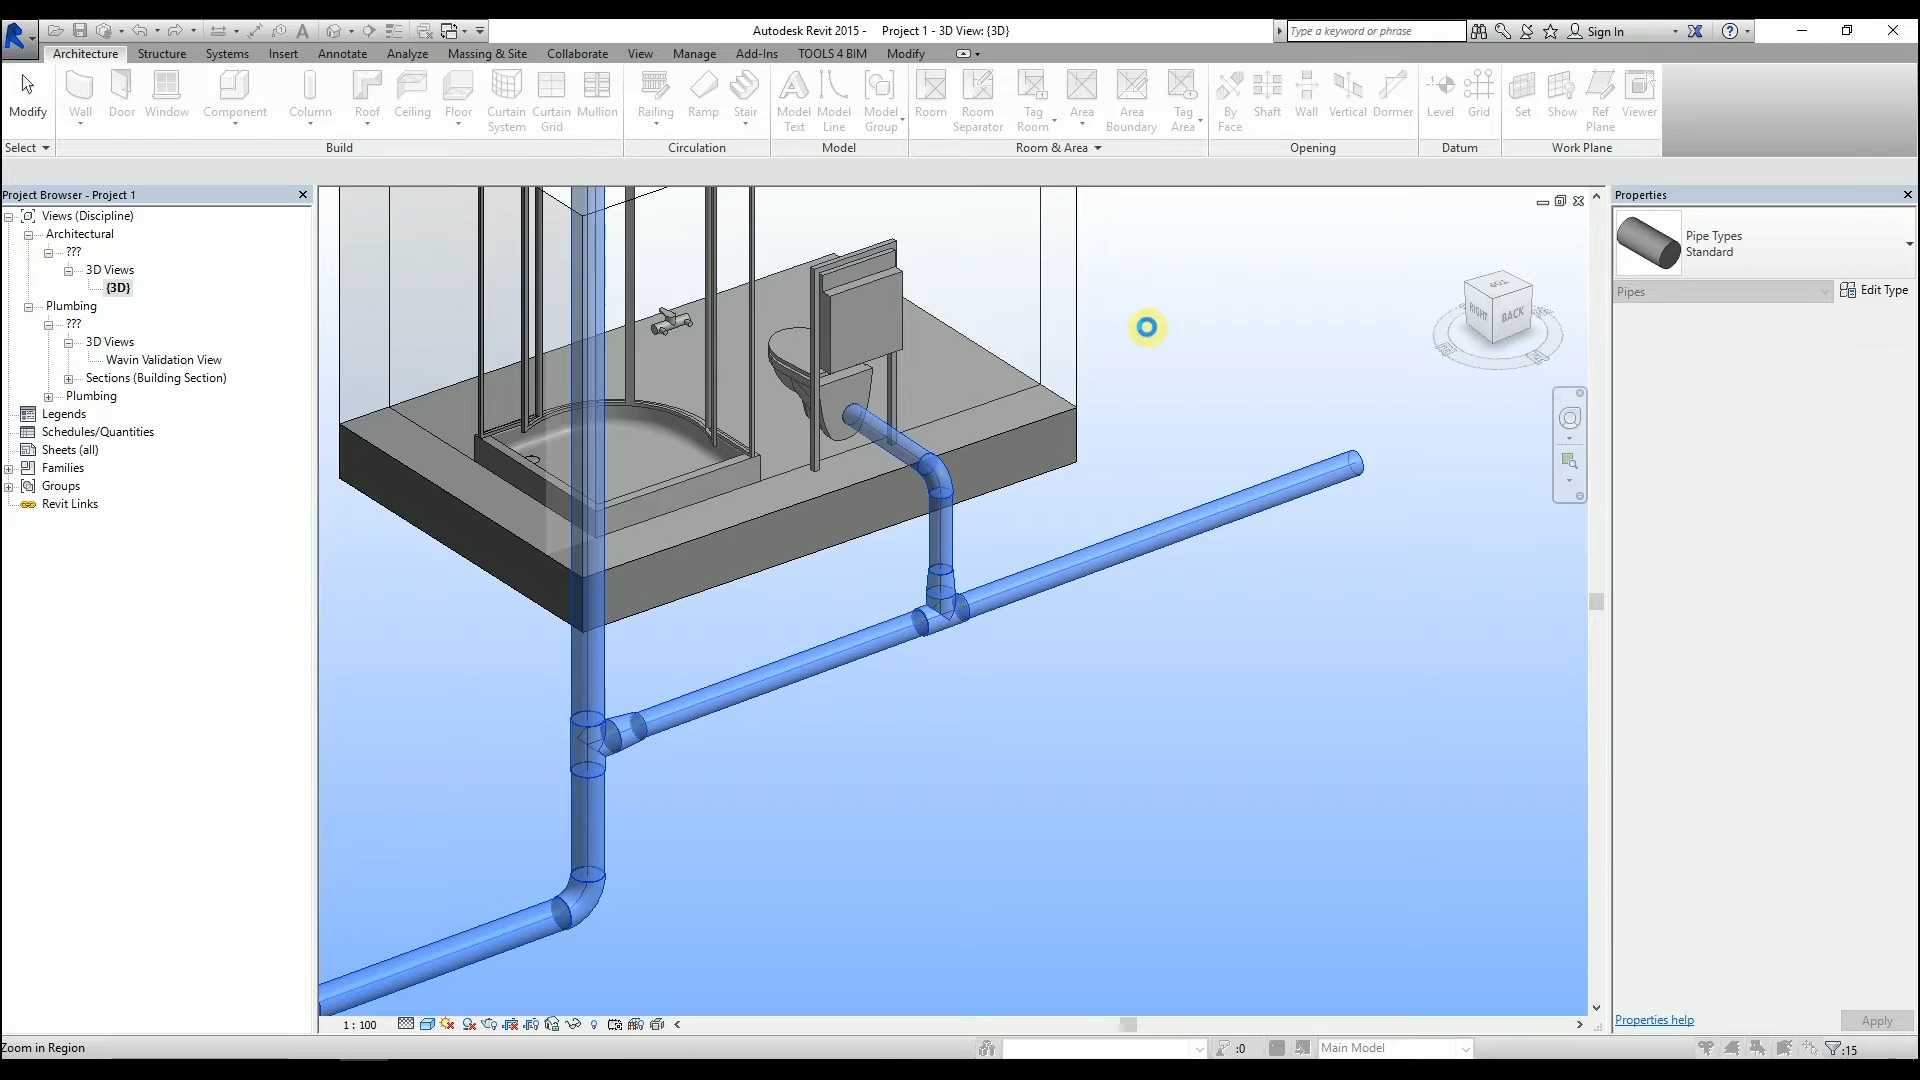 Autodesk Revit 2015 - Project 1 - 3D View: {3D}
Type a keyword or phrase
Sign In
Architecture Structure Systems Insert Annotate Analyze Massing & Site Collaborate View Manage Add-Ins TOOLS 4 BIM Modify
Modify
Wall Door Window Component Column Roof Ceiling Floor Curtain System Curtain Grid Mullion
Railing Ramp Stair
Model Text Model Line Model Group
Room Room Separator Tag Room Area Area Boundary Tag Area
By Face Shaft Wall Vertical Dormer
Level Grid
Set Show Ref Plane Viewer
Select Build Circulation Model Room & Area Opening Datum Work Plane
Project Browser - Project 1
Views (Discipline)
Architectural
???
3D Views
{3D}
Plumbing
???
3D Views
Wavin Validation View
Sections (Building Section)
Plumbing
Legends
Schedules/Quantities
Sheets (all)
Families
Groups
Revit Links
TOP
RIGHT
BACK
Properties
Pipe Types
Standard
Pipes
Edit Type
Properties help
Apply
1 : 100
Zoom in Region
:0
Main Model
:15